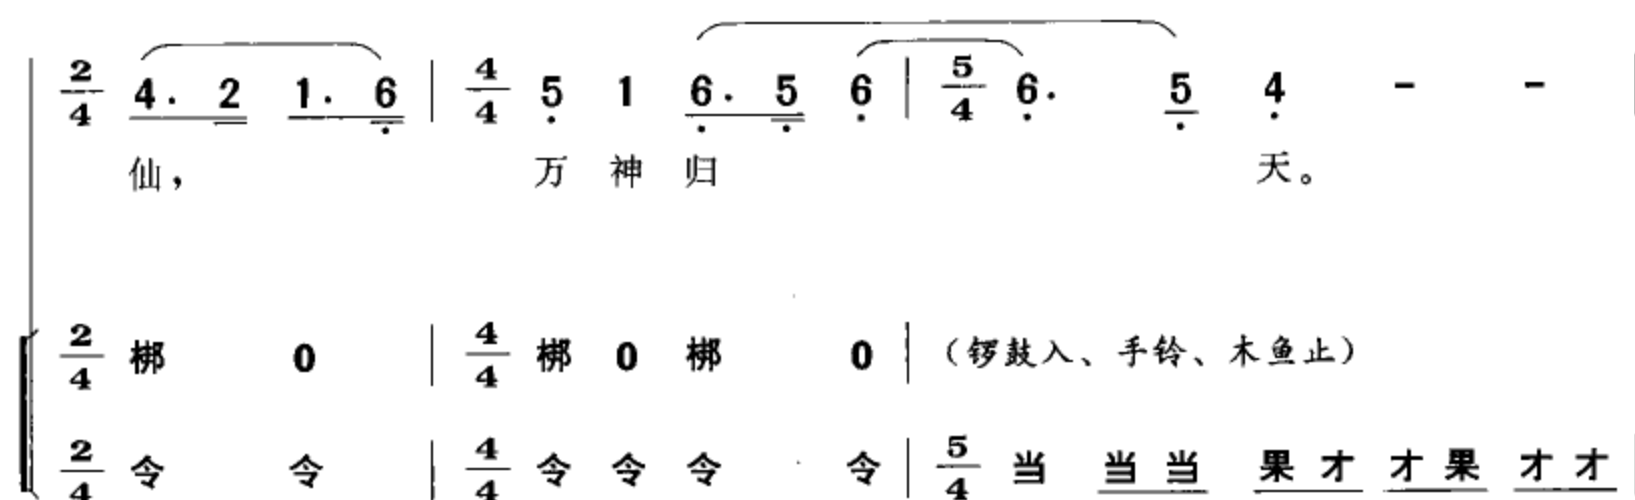 2/4 4. 2 1. 6 | 4/4 5 1 6. 5 6 | 5/4 6. 5 4 - -
仙， 万 神 归 天。
2/4 梆 0 | 4/4 梆 0 梆 0 | （锣鼓入、手铃、木鱼止）
2/4 令 令 | 4/4 令 令 令 令 | 5/4 当 当 当 果 才 才 果 才 才